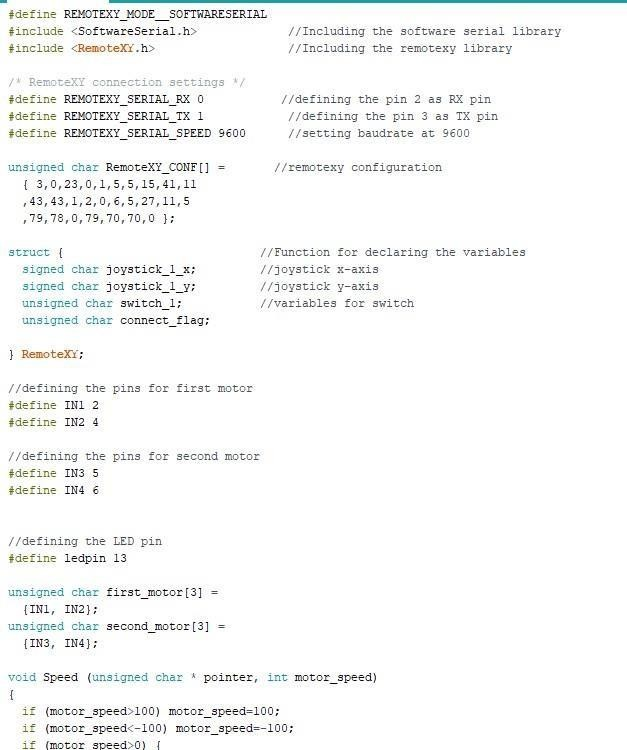 #define REMOTEXY_MODE__SOFTWARESERIAL
#include <SoftwareSerial.h> //Including the software serial library
#include <RemoteXY.h> //Including the remotexy library
/* RemoteXY connection settings */
#define REMOTEXY_SERIAL_RX 0 //defining the pin 2 as RX pin
#define REMOTEXY_SERIAL_TX 1 //defining the pin 3 as TX pin
#define REMOTEXY_SERIAL_SPEED 9600 //setting baudrate at 9600
unsigned char RemoteXY_CONF[] = //remotexy configuration
{ 3,0,23,0,1,5,5,15,41,11
,43,43,1,2,0,6,5,27,11,5
,79,78,0,79,70,70,0 };
struct { //Function for declaring the variables
signed char joystick_1_x; //joystick x-axis
signed char joystick_1_y; //joystick y-axis
unsigned char switch_1; //variables for switch
unsigned char connect_flag;
} RemoteXY;
//defining the pins for first motor
#define IN1 2
#define IN2 4
//defining the pins for second motor
#define IN3 5
#define IN4 6
//defining the LED pin
#define ledpin 13
unsigned char first_motor[3] =
{IN1, IN2};
unsigned char second_motor[3] =
{IN3, IN4};
void Speed (unsigned char * pointer, int motor_speed)
{
if (motor_speed>100) motor_speed=100;
if (motor_speed<-100) motor_speed=-100;
if (motor_speed>0) {